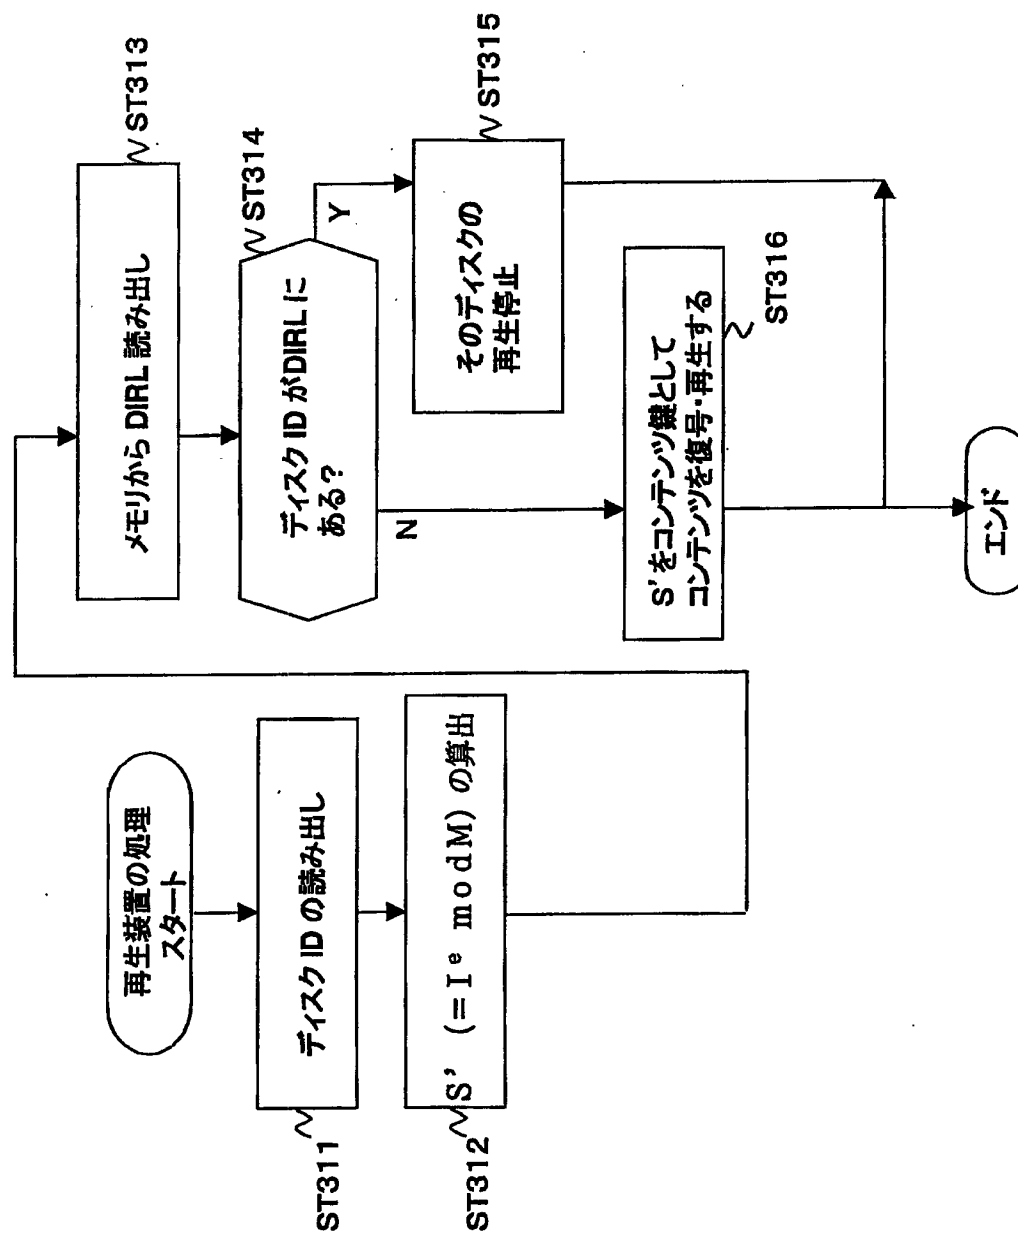 再生装置の処理
スタート
ディスク ID の読み出し
ST311
S' (=I^e modM) の算出
ST312
メモリから DIRL 読み出し
ST313
ディスク ID がDIRL に
ある?
ST314
Y
N
そのディスクの
再生停止
ST315
S'をコンテンツ鍵として
コンテンツを復号・再生する
ST316
エンド